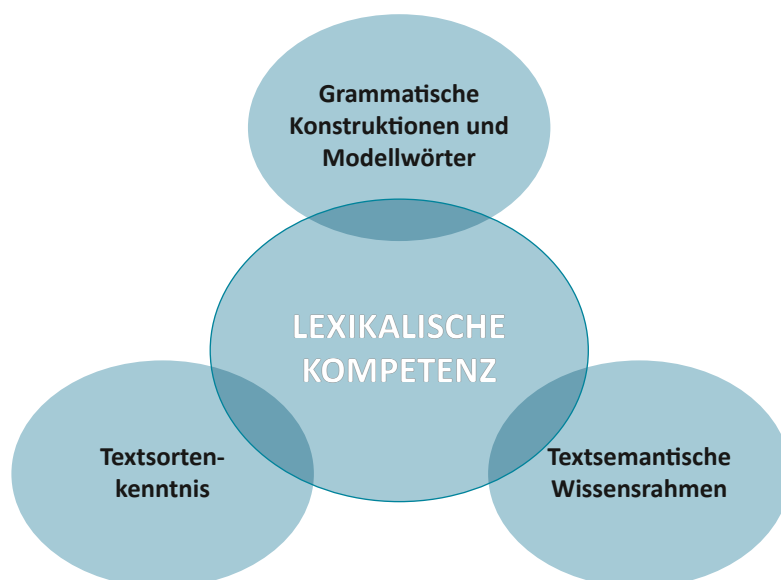 Grammatische
Konstruktionen und
Modellwörter
LEXIKALISCHE
KOMPETENZ
Textsorten-
kenntnis
Textsemantische
Wissensrahmen